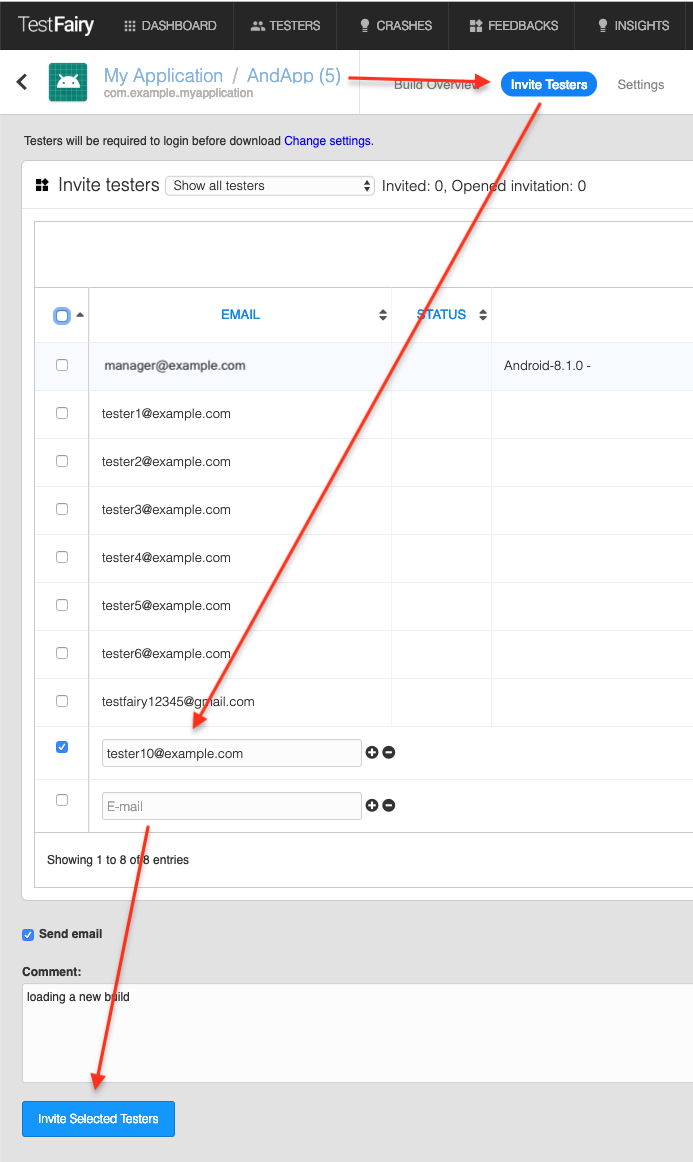 TestFairy DASHBOARD TESTERS CRASHES FEEDBACKS INSIGHTS
My Application / AndApp (5) Build Overview Invite Testers Settings
com.example.myapplication
Testers will be required to login before download Change settings.
Invite testers Show all testers Invited: 0, Opened invitation: 0
EMAIL STATUS
manager@example.com Android-8.1.0 -
tester1@example.com
tester2@example.com
tester3@example.com
tester4@example.com
tester5@example.com
tester6@example.com
testfairy12345@gmail.com
tester10@example.com
E-mail
Showing 1 to 8 of 8 entries
Send email
Comment:
loading a new build
Invite Selected Testers